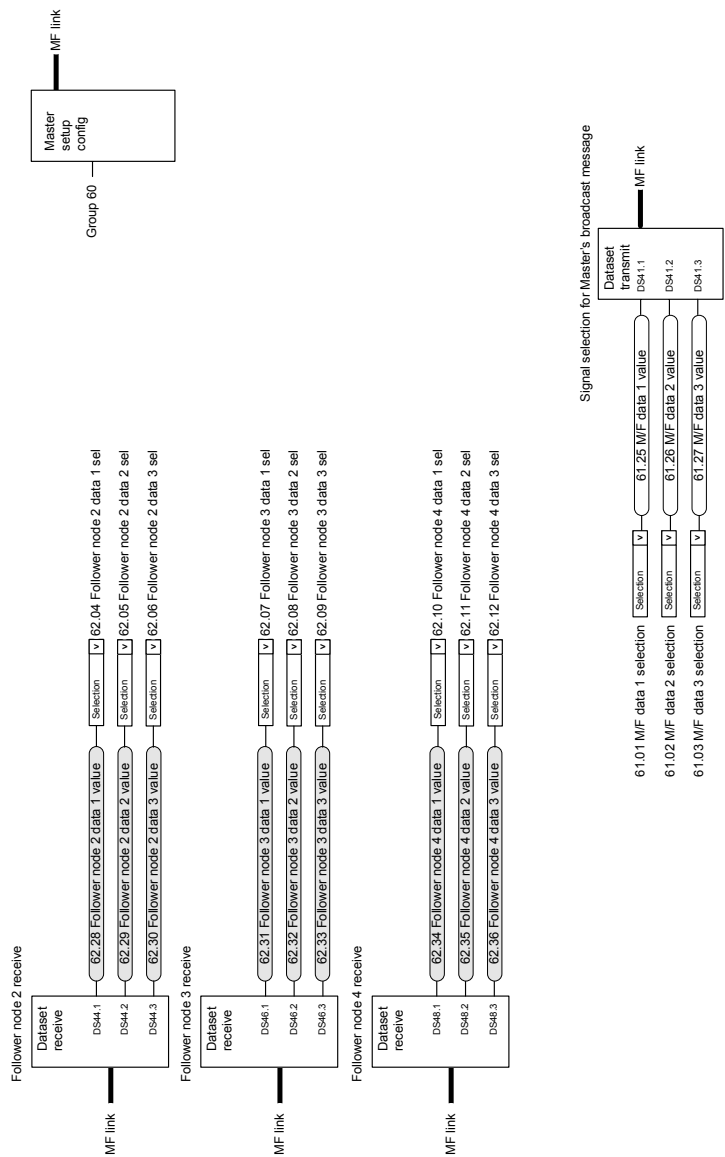 Follower node 2 receive
MF link
Dataset
receive
DS44.1
62.28 Follower node 2 data 1 value
Selection
v
62.04 Follower node 2 data 1 sel
DS44.2
62.29 Follower node 2 data 2 value
Selection
v
62.05 Follower node 2 data 2 sel
DS44.3
62.30 Follower node 2 data 3 value
Selection
v
62.06 Follower node 2 data 3 sel
Group 60
Master
setup
config
MF link
Follower node 3 receive
MF link
Dataset
receive
DS46.1
62.31 Follower node 3 data 1 value
Selection
v
62.07 Follower node 3 data 1 sel
DS46.2
62.32 Follower node 3 data 2 value
Selection
v
62.08 Follower node 3 data 2 sel
DS46.3
62.33 Follower node 3 data 3 value
Selection
v
62.09 Follower node 3 data 3 sel
Follower node 4 receive
MF link
Dataset
receive
DS48.1
62.34 Follower node 4 data 1 value
Selection
v
62.10 Follower node 4 data 1 sel
DS48.2
62.35 Follower node 4 data 2 value
Selection
v
62.11 Follower node 4 data 2 sel
DS48.3
62.36 Follower node 4 data 3 value
Selection
v
62.12 Follower node 4 data 3 sel
Signal selection for Master's broadcast message
61.01 M/F data 1 selection
Selection
v
61.25 M/F data 1 value
Dataset
transmit
DS41.1
MF link
61.02 M/F data 2 selection
Selection
v
61.26 M/F data 2 value
DS41.2
61.03 M/F data 3 selection
Selection
v
61.27 M/F data 3 value
DS41.3